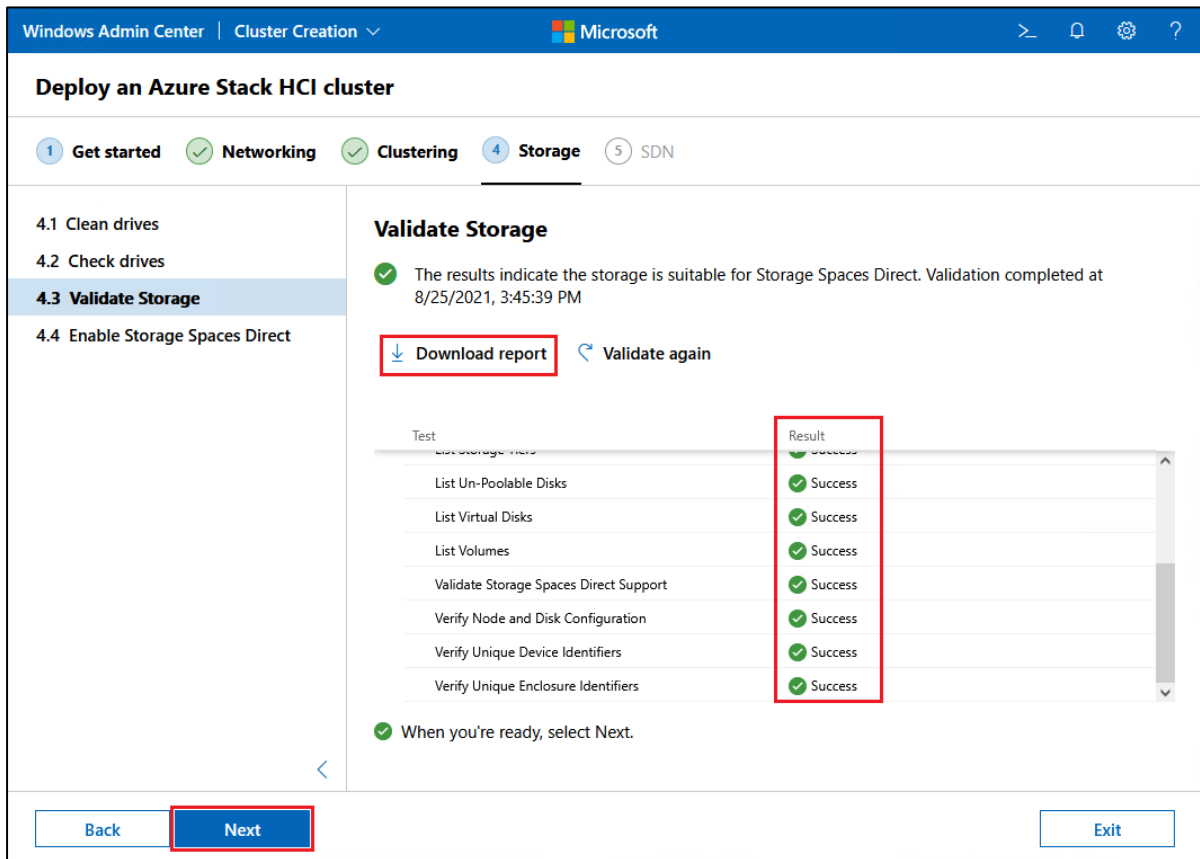 Windows Admin Center | Cluster Creation
Microsoft
>_
?
Deploy an Azure Stack HCI cluster
1 Get started
Networking
Clustering
4 Storage
5 SDN
4.1 Clean drives
4.2 Check drives
4.3 Validate Storage
4.4 Enable Storage Spaces Direct
Validate Storage
The results indicate the storage is suitable for Storage Spaces Direct. Validation completed at
8/25/2021, 3:45:39 PM
Download report
Validate again
Test Result
List Storage Tiers Success
List Un-Poolable Disks Success
List Virtual Disks Success
List Volumes Success
Validate Storage Spaces Direct Support Success
Verify Node and Disk Configuration Success
Verify Unique Device Identifiers Success
Verify Unique Enclosure Identifiers Success
When you're ready, select Next.
Back
Next
Exit